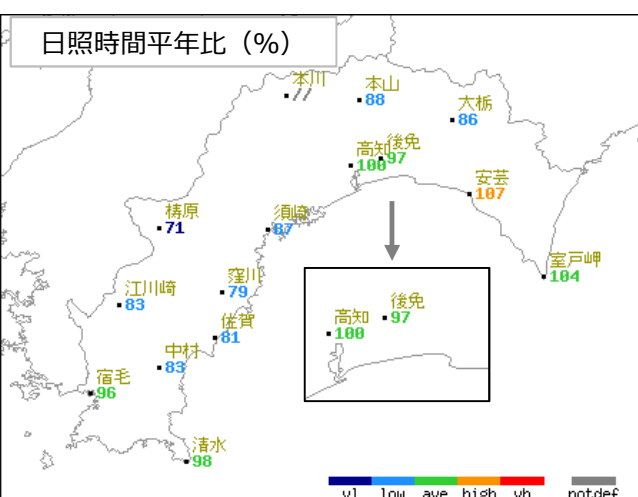 日照時間平年比（%）
本川
//
本山
88
大栃
86
高知
100
後免
97
安芸
107
梼原
71
須崎
87
室戸岬
104
江川崎
83
窪川
79
佐賀
81
高知
100
後免
97
中村
83
宿毛
96
清水
98
vl low ave high vh notdef